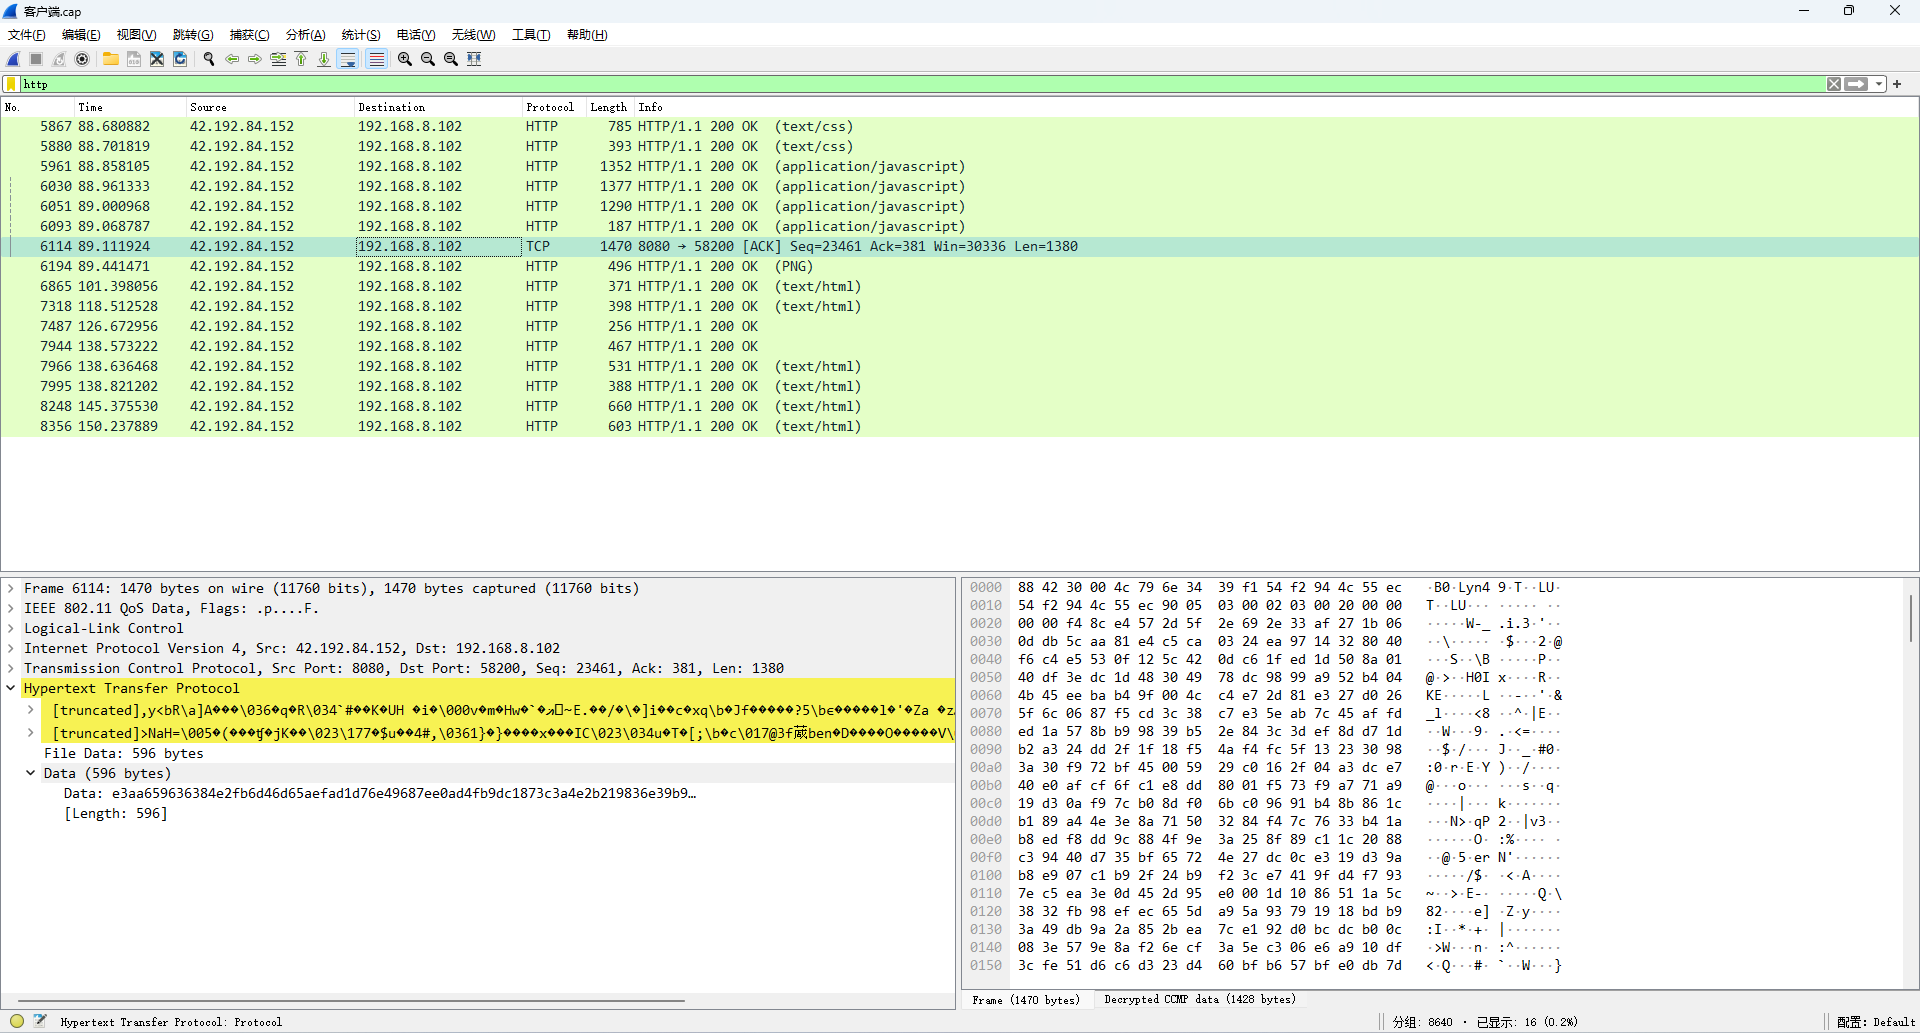 客户端.cap
文件(F) 编辑(E) 视图(V) 跳转(G) 捕获(C) 分析(A) 统计(S) 电话(Y) 无线(W) 工具(T) 帮助(H)
http
No. Time Source Destination Protocol Length Info
5867 88.680882 42.192.84.152 192.168.8.102 HTTP 785 HTTP/1.1 200 OK (text/css)
5880 88.701819 42.192.84.152 192.168.8.102 HTTP 393 HTTP/1.1 200 OK (text/css)
5961 88.858105 42.192.84.152 192.168.8.102 HTTP 1352 HTTP/1.1 200 OK (application/javascript)
6030 88.961333 42.192.84.152 192.168.8.102 HTTP 1377 HTTP/1.1 200 OK (application/javascript)
6051 89.000968 42.192.84.152 192.168.8.102 HTTP 1290 HTTP/1.1 200 OK (application/javascript)
6093 89.068787 42.192.84.152 192.168.8.102 HTTP 187 HTTP/1.1 200 OK (application/javascript)
6114 89.111924 42.192.84.152 192.168.8.102 TCP 1470 8080 → 58200 [ACK] Seq=23461 Ack=381 Win=30336 Len=1380
6194 89.441471 42.192.84.152 192.168.8.102 HTTP 496 HTTP/1.1 200 OK (PNG)
6865 101.398056 42.192.84.152 192.168.8.102 HTTP 371 HTTP/1.1 200 OK (text/html)
7318 118.512528 42.192.84.152 192.168.8.102 HTTP 398 HTTP/1.1 200 OK (text/html)
7487 126.672956 42.192.84.152 192.168.8.102 HTTP 256 HTTP/1.1 200 OK
7944 138.573222 42.192.84.152 192.168.8.102 HTTP 467 HTTP/1.1 200 OK
7966 138.636468 42.192.84.152 192.168.8.102 HTTP 531 HTTP/1.1 200 OK (text/html)
7995 138.821202 42.192.84.152 192.168.8.102 HTTP 388 HTTP/1.1 200 OK (text/html)
8248 145.375530 42.192.84.152 192.168.8.102 HTTP 660 HTTP/1.1 200 OK (text/html)
8356 150.237889 42.192.84.152 192.168.8.102 HTTP 603 HTTP/1.1 200 OK (text/html)
Frame 6114: 1470 bytes on wire (11760 bits), 1470 bytes captured (11760 bits)
IEEE 802.11 QoS Data, Flags: .p....F.
Logical-Link Control
Internet Protocol Version 4, Src: 42.192.84.152, Dst: 192.168.8.102
Transmission Control Protocol, Src Port: 8080, Dst Port: 58200, Seq: 23461, Ack: 381, Len: 1380
Hypertext Transfer Protocol
[truncated],y<bR\a]A���\036�q�R\034`#��K�UH �i�\000v�m�Hw�`�
[truncated]>NaH=\005�(���
File Data: 596 bytes
Data (596 bytes)
Data: e3aa659636384e2fb6d46d65aefad1d76e49687ee0ad4fb9dc1873c3a4e2b219836e39b9…
[Length: 596]
0000 88 42 30 00 4c 79 6e 34 39 f1 54 f2 94 4c 55 ec ·B0·Lyn4 9·T··LU·
0010 54 f2 94 4c 55 ec 90 05 03 00 02 03 00 20 00 00 T··LU··· ····· ··
0020 00 00 f4 8c e4 57 2d 5f 2e 69 2e 33 af 27 1b 06 ·····W-_ .i.3·'··
0030 0d db 5c aa 81 e4 c5 ca 03 24 ea 97 14 32 80 40 ··\····· ·$···2·@
0040 f6 c4 e5 53 0f 12 5c 42 0d c6 1f ed 1d 50 8a 01 ···S··\B ·····P··
0050 40 df 3e dc 1d 48 30 49 78 dc 98 99 a9 52 b4 04 @·>··H0I x····R··
0060 4b 45 ee ba b4 9f 00 4c c4 e7 2d 81 e3 27 d0 26 KE·····L ··-··'·&
0070 5f 6c 06 87 f5 cd 3c 38 c7 e3 5e ab 7c 45 af fd _l····<8 ··^·|E··
0080 ed 1a 57 8b b9 98 39 b5 2e 84 3c 3d ef 8d d7 1d ··W···9· .·<=····
0090 b2 a3 24 dd 2f 1f 18 f5 4a f4 fc 5f 13 23 30 98 ··$·/··· J··_·#0·
00a0 3a 30 f9 72 bf 45 00 59 29 c0 16 2f 04 a3 dc e7 :0·r·E·Y )··/····
00b0 40 e0 af cf 6f c1 e8 dd 80 01 f5 73 f9 a7 71 a9 @···o··· ···s··q·
00c0 19 d3 0a f9 7c b0 8d f0 6b c0 96 91 b4 8b 86 1c ····|··· k·······
00d0 b1 89 a4 4e 3e 8a 71 50 32 84 f4 7c 76 33 b4 1a ···N>·qP 2··|v3··
00e0 b8 ed f8 dd 9c 88 4f 9e 3a 25 8f 89 c1 1c 20 88 ······O· :%···· ·
00f0 c3 94 40 d7 35 bf 65 72 4e 27 dc 0c e3 19 d3 9a ··@·5·er N'······
0100 b8 e9 07 c1 b9 2f 24 b9 f2 3c e7 41 9f d4 f7 93 ·····/$· ·<·A····
0110 7e c5 ea 3e 0d 45 2d 95 e0 00 1d 10 86 51 1a 5c ~··>·E-· ·····Q·\
0120 38 32 fb 98 ef ec 65 5d a9 5a 93 79 19 18 bd b9 82····e] ·Z·y····
0130 3a 49 db 9a 2a 85 2b ea 7c e1 92 d0 bc dc b0 0c :I··*·+· |·······
0140 08 3e 57 9e 8a f2 6e cf 3a 5e c3 06 e6 a9 10 df ·>W···n· :^······
0150 3c fe 51 d6 c6 d3 23 d4 60 bf b6 57 bf e0 db 7d <·Q···#· `··W···}
Frame (1470 bytes) Decrypted CCMP data (1428 bytes)
Hypertext Transfer Protocol: Protocol 分组: 8640 · 已显示: 16 (0.2%) 配置: Default